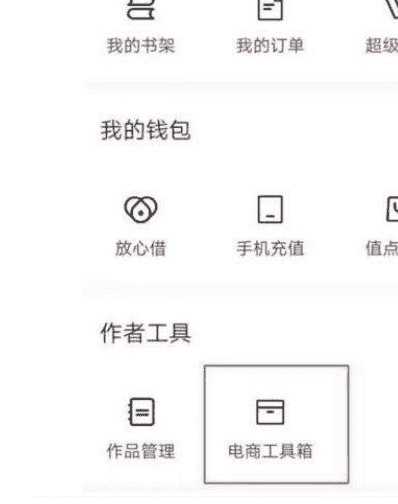 我的书架 我的订单 超级
我的钱包
放心借 手机充值 值点
作者工具
作品管理 电商工具箱